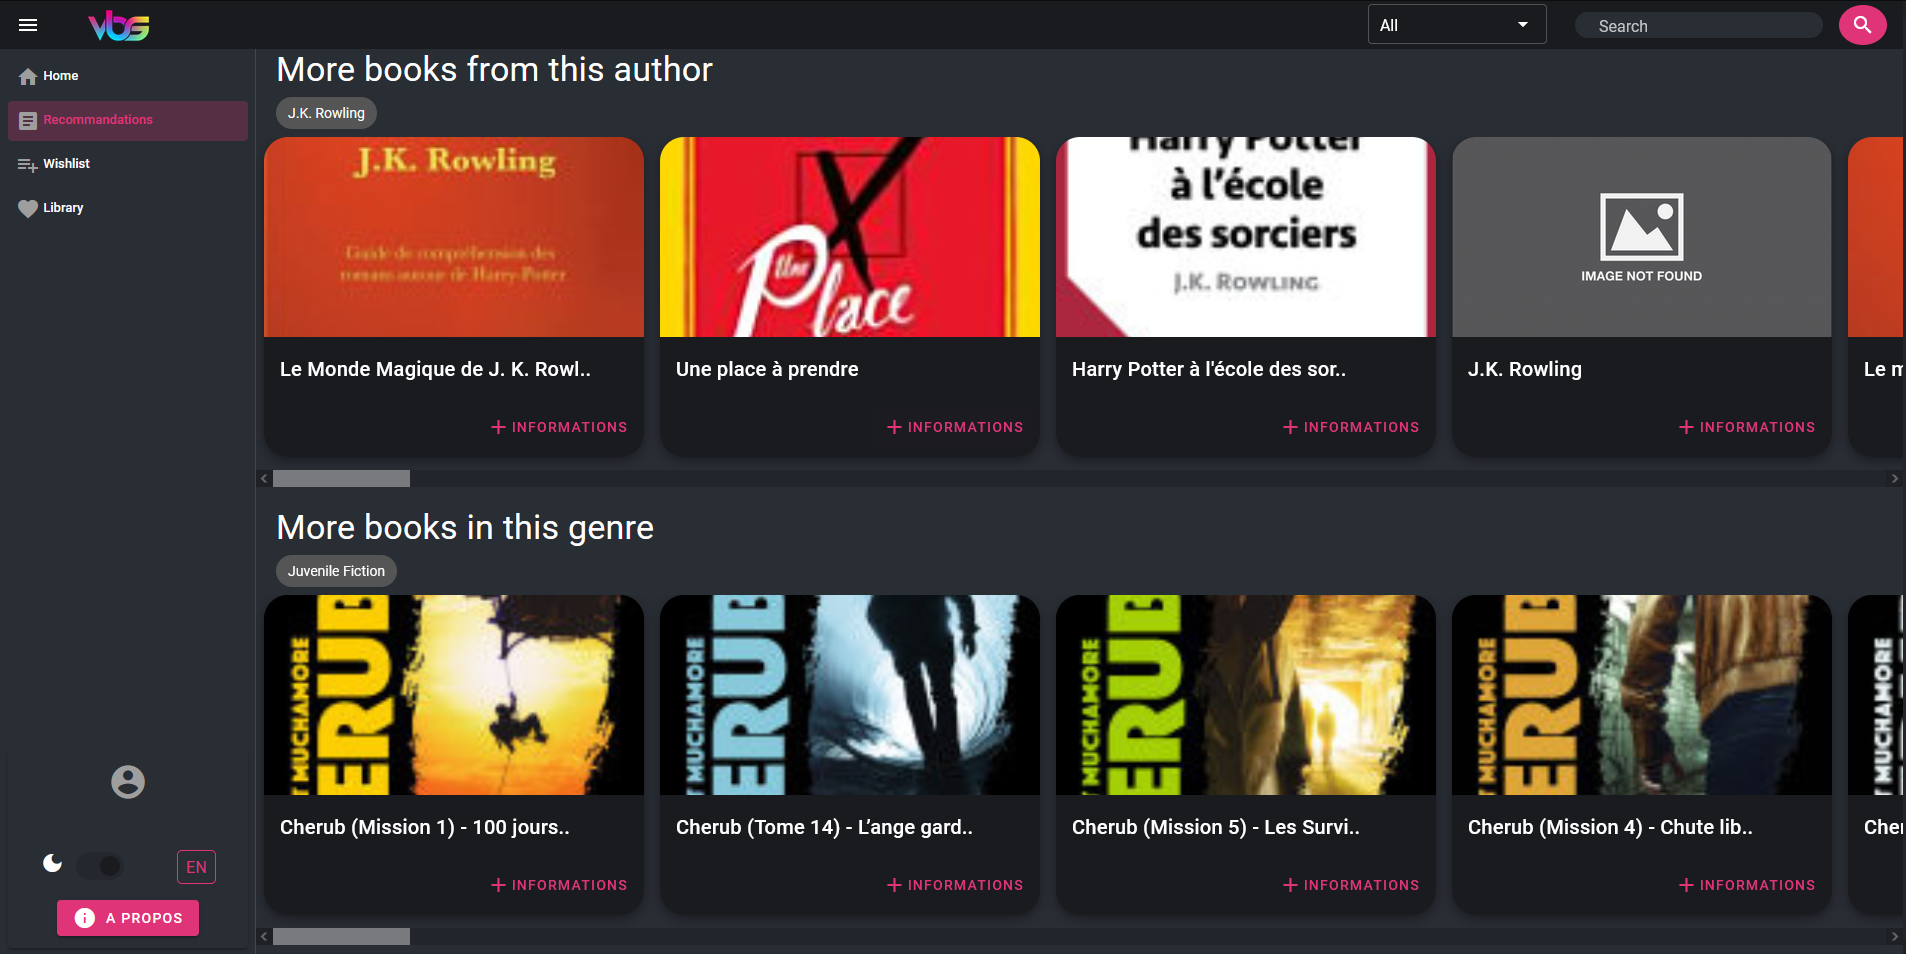 vbs
All
Search
Home
Recommandations
Wishlist
Library
EN
A PROPOS
More books from this author
J.K. Rowling
J.K. Rowling
Guide de compréhension des
romans autour de Harry-Potter
Une
Place
Harry Potter
à l'école
des sorciers
J.K. ROWLING
IMAGE NOT FOUND
Le Monde Magique de J. K. Rowl..
Une place à prendre
Harry Potter à l'école des sor..
J.K. Rowling
Le m
INFORMATIONS
INFORMATIONS
INFORMATIONS
INFORMATIONS
More books in this genre
Juvenile Fiction
T MUCHAMORE
ERUB
T MUCHAMORE
ERUB
T MUCHAMORE
ERUB
T MUCHAMORE
ERUB
T MUCHAMORE
Cherub (Mission 1) - 100 jours..
Cherub (Tome 14) - L’ange gard..
Cherub (Mission 5) - Les Survi..
Cherub (Mission 4) - Chute lib..
Cher
INFORMATIONS
INFORMATIONS
INFORMATIONS
INFORMATIONS